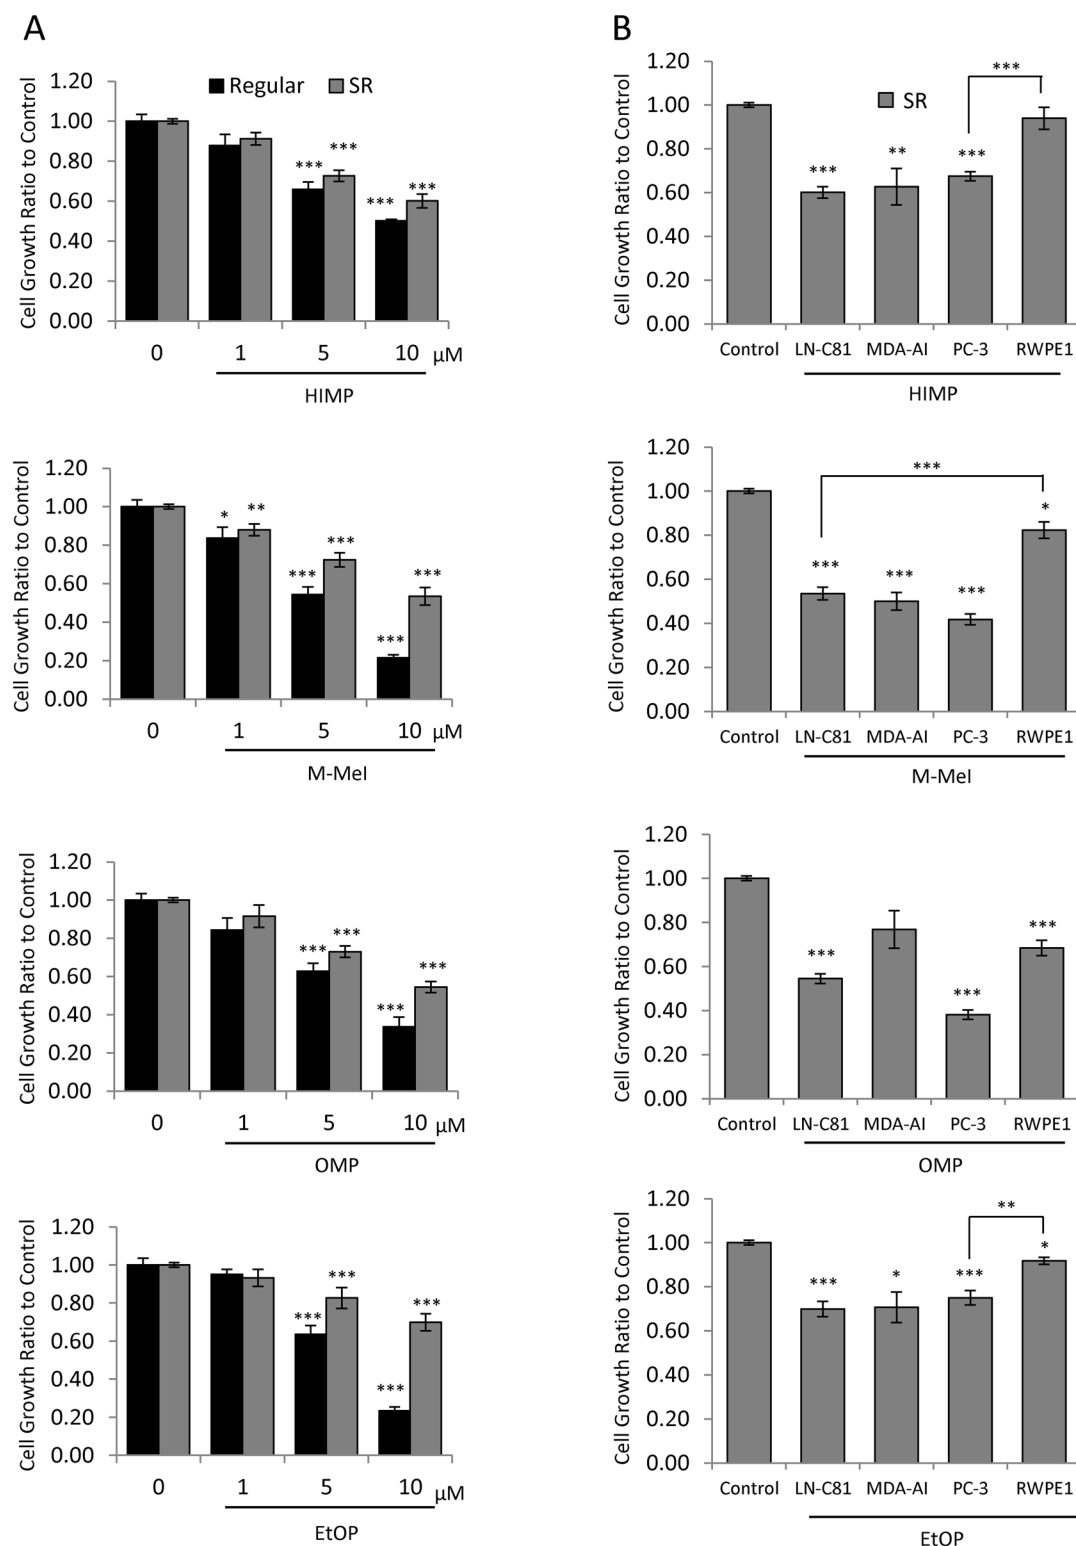 A
Cell Growth Ratio to Control
1.20
1.00
0.80
0.60
0.40
0.20
0.00
Regular SR
*** ***
*** ***
0 1 5 10 µM
HIMP
Cell Growth Ratio to Control
1.20
1.00
0.80
0.60
0.40
0.20
0.00
* **
*** ***
*** ***
0 1 5 10 µM
M-MeI
Cell Growth Ratio to Control
1.20
1.00
0.80
0.60
0.40
0.20
0.00
*** ***
*** ***
0 1 5 10 µM
OMP
Cell Growth Ratio to Control
1.20
1.00
0.80
0.60
0.40
0.20
0.00
*** ***
*** ***
0 1 5 10 µM
EtOP
B
Cell Growth Ratio to Control
1.20
1.00
0.80
0.60
0.40
0.20
0.00
SR
***
*** ** ***
Control LN-C81 MDA-AI PC-3 RWPE1
HIMP
Cell Growth Ratio to Control
1.20
1.00
0.80
0.60
0.40
0.20
0.00
***
*** *** *** *
Control LN-C81 MDA-AI PC-3 RWPE1
M-MeI
Cell Growth Ratio to Control
1.20
1.00
0.80
0.60
0.40
0.20
0.00
*** *** ***
Control LN-C81 MDA-AI PC-3 RWPE1
OMP
Cell Growth Ratio to Control
1.20
1.00
0.80
0.60
0.40
0.20
0.00
**
*** * *** *
Control LN-C81 MDA-AI PC-3 RWPE1
EtOP